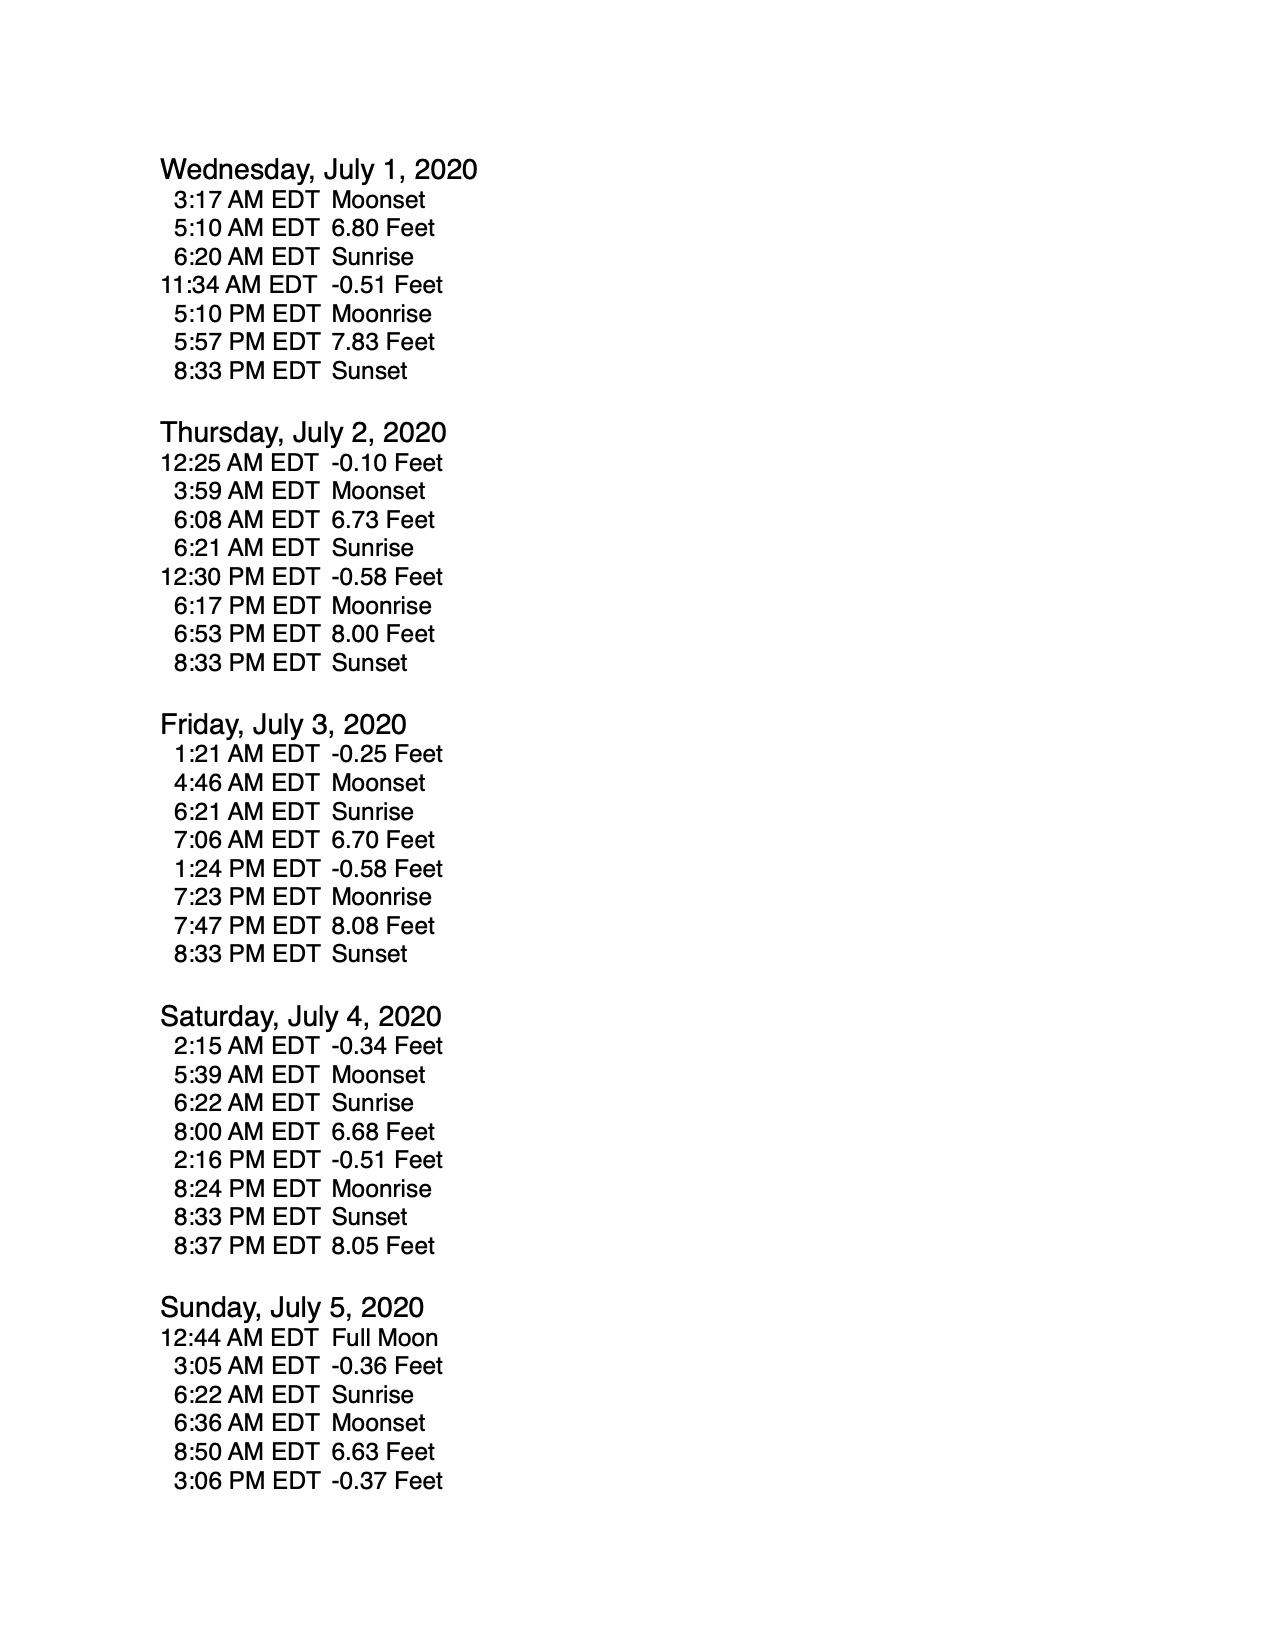 Wednesday, July 1, 2020
3:17 AM EDT Moonset
5:10 AM EDT 6.80 Feet
6:20 AM EDT Sunrise
11:34 AM EDT -0.51 Feet
5:10 PM EDT Moonrise
5:57 PM EDT 7.83 Feet
8:33 PM EDT Sunset
Thursday, July 2, 2020
12:25 AM EDT -0.10 Feet
3:59 AM EDT Moonset
6:08 AM EDT 6.73 Feet
6:21 AM EDT Sunrise
12:30 PM EDT -0.58 Feet
6:17 PM EDT Moonrise
6:53 PM EDT 8.00 Feet
8:33 PM EDT Sunset
Friday, July 3, 2020
1:21 AM EDT -0.25 Feet
4:46 AM EDT Moonset
6:21 AM EDT Sunrise
7:06 AM EDT 6.70 Feet
1:24 PM EDT -0.58 Feet
7:23 PM EDT Moonrise
7:47 PM EDT 8.08 Feet
8:33 PM EDT Sunset
Saturday, July 4, 2020
2:15 AM EDT -0.34 Feet
5:39 AM EDT Moonset
6:22 AM EDT Sunrise
8:00 AM EDT 6.68 Feet
2:16 PM EDT -0.51 Feet
8:24 PM EDT Moonrise
8:33 PM EDT Sunset
8:37 PM EDT 8.05 Feet
Sunday, July 5, 2020
12:44 AM EDT Full Moon
3:05 AM EDT -0.36 Feet
6:22 AM EDT Sunrise
6:36 AM EDT Moonset
8:50 AM EDT 6.63 Feet
3:06 PM EDT -0.37 Feet